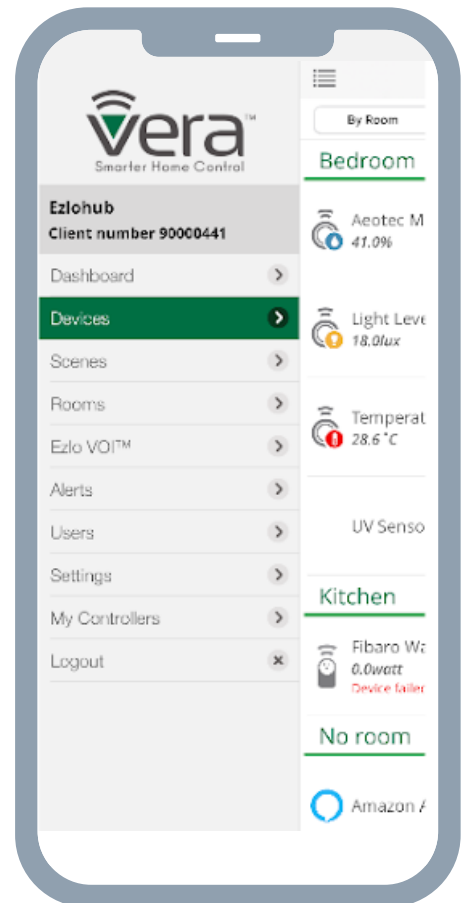 Vera™
Smarter Home Control
Ezlohub
Client number 90000441
Dashboard
Devices
Scenes
Rooms
Ezlo VOI™
Alerts
Users
Settings
My Controllers
Logout
By Room
Bedroom
Aeotec M
41.0%
Light Leve
18.0lux
Temperat
28.6 °C
UV Senso
Kitchen
Fibaro Wa
0.0watt
Device failed
No room
Amazon A